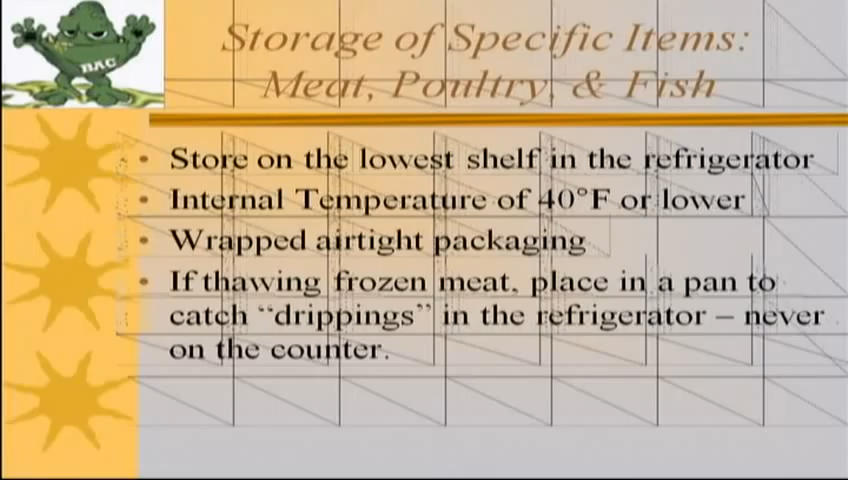 BAC
Storage of Specific Items:
Meat, Poultry, & Fish
• Store on the lowest shelf in the refrigerator
• Internal Temperature of 40°F or lower
• Wrapped airtight packaging
• If thawing frozen meat, place in a pan to
catch “drippings” in the refrigerator – never
on the counter.